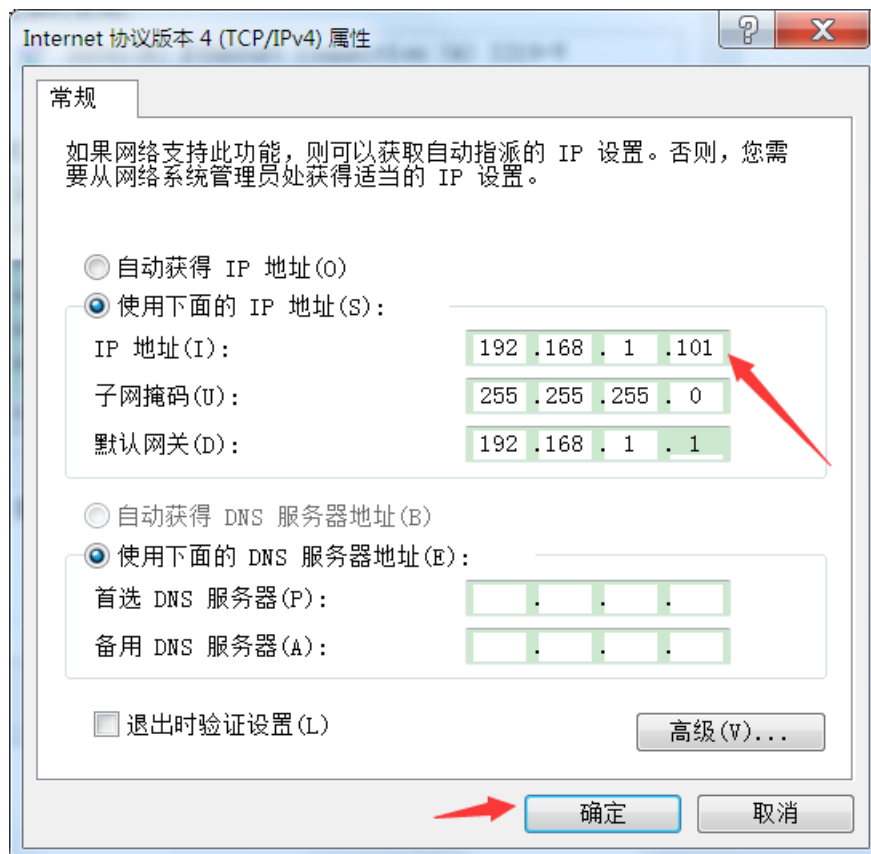 Internet 协议版本 4 (TCP/IPv4) 属性
常规
如果网络支持此功能，则可以获取自动指派的 IP 设置。否则，您需
要从网络系统管理员处获得适当的 IP 设置。
自动获得 IP 地址(O)
使用下面的 IP 地址(S):
IP 地址(I): 192 .168 . 1 .101
子网掩码(U): 255 .255 .255 . 0
默认网关(D): 192 .168 . 1 . 1
自动获得 DNS 服务器地址(B)
使用下面的 DNS 服务器地址(E):
首选 DNS 服务器(P): . . .
备用 DNS 服务器(A): . . .
退出时验证设置(L)
高级(V)...
确定 取消